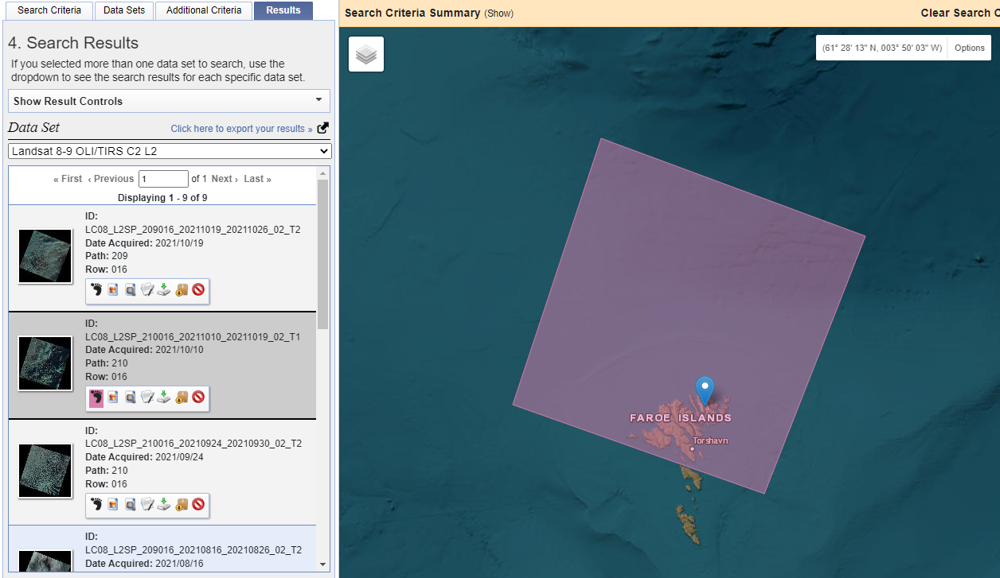 Search Criteria
Data Sets
Additional Criteria
Results
Search Criteria Summary (Show)
Clear Search C
4. Search Results
If you selected more than one data set to search, use the
dropdown to see the search results for each specific data set.
Show Result Controls
Data Set
Click here to export your results »
Landsat 8-9 OLI/TIRS C2 L2
« First ‹ Previous 1 of 1 Next › Last »
Displaying 1 - 9 of 9
ID:
LC08_L2SP_209016_20211019_20211026_02_T2
Date Acquired: 2021/10/19
Path: 209
Row: 016
ID:
LC08_L2SP_210016_20211010_20211019_02_T1
Date Acquired: 2021/10/10
Path: 210
Row: 016
ID:
LC08_L2SP_210016_20210924_20210930_02_T2
Date Acquired: 2021/09/24
Path: 210
Row: 016
ID:
LC08_L2SP_209016_20210816_20210826_02_T2
Date Acquired: 2021/08/16
(61° 28' 13" N, 003° 50' 03" W)
Options
FAROE ISLANDS
Torshavn